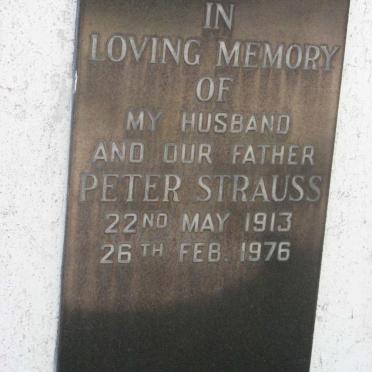 IN
LOVING MEMORY
OF
MY HUSBAND
AND OUR FATHER
PETER STRAUSS
22ND MAY 1913
26TH FEB. 1976